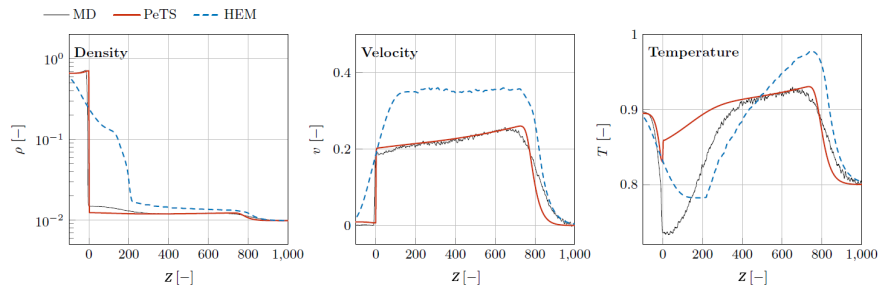 MD PeTS HEM
Density
10⁰
10⁻¹
10⁻²
ρ [−]
0 200 400 600 800 1,000
Z [−]
Velocity
0.4
0.2
0
v [−]
0 200 400 600 800 1,000
Z [−]
Temperature
T
1
0.9
0.8
T [−]
0 200 400 600 800 1,000
Z [−]